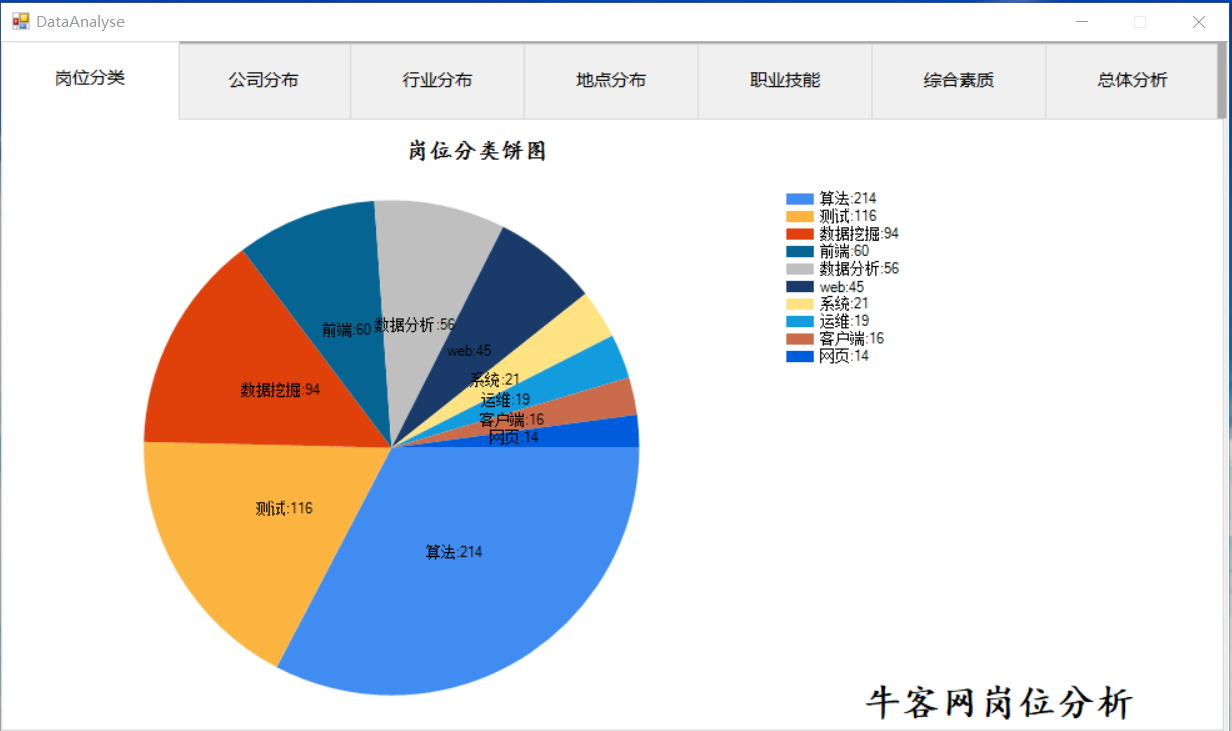 DataAnalyse
岗位分类 公司分布 行业分布 地点分布 职业技能 综合素质 总体分析
岗位分类饼图
算法:214
测试:116
数据挖掘:94
前端:60
数据分析:56
web:45
系统:21
运维:19
客户端:16
网页:14
前端:60
数据分析:56
web:45
系统:21
数据挖掘:94
运维:19
客户端:16
网页:14
测试:116
算法:214
牛客网岗位分析